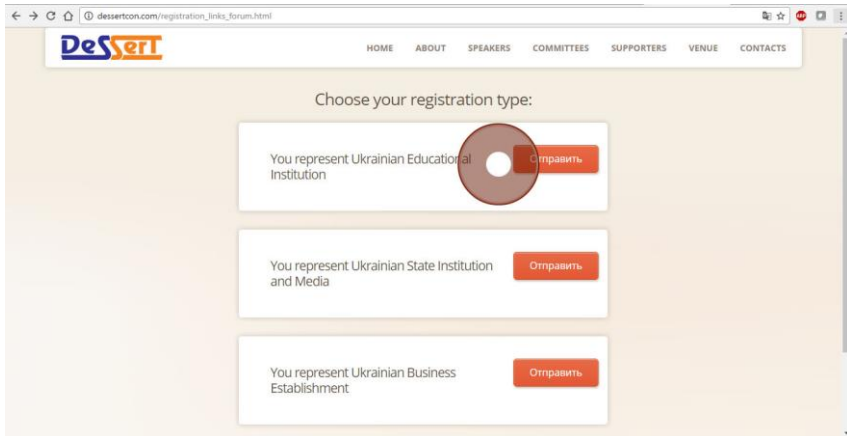 dessertcon.com/registration_links_forum.html
DeSSerT
HOME ABOUT SPEAKERS COMMITTEES SUPPORTERS VENUE CONTACTS
Choose your registration type:
You represent Ukrainian Educational
Institution
Отправить
You represent Ukrainian State Institution
and Media
Отправить
You represent Ukrainian Business
Establishment
Отправить